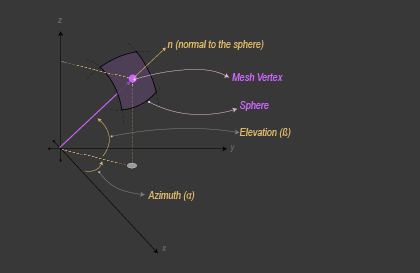 z
n (normal to the sphere)
Mesh Vertex
Sphere
Elevation (ß)
y
Azimuth (α)
x